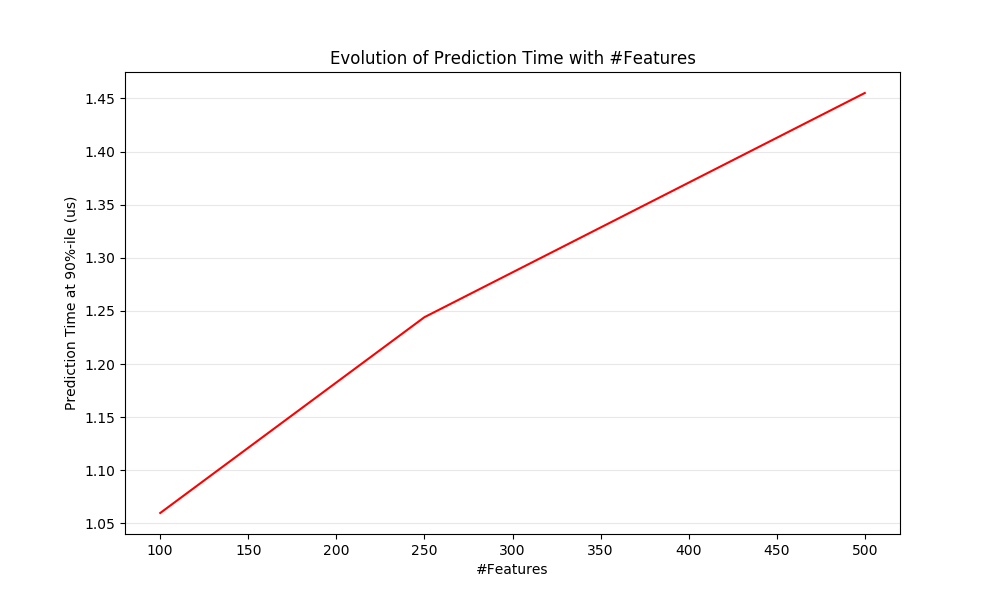 Evolution of Prediction Time with #Features
Prediction Time at 90%-ile (us)
1.45
1.40
1.35
1.30
1.25
1.20
1.15
1.10
1.05
100 150 200 250 300 350 400 450 500
#Features